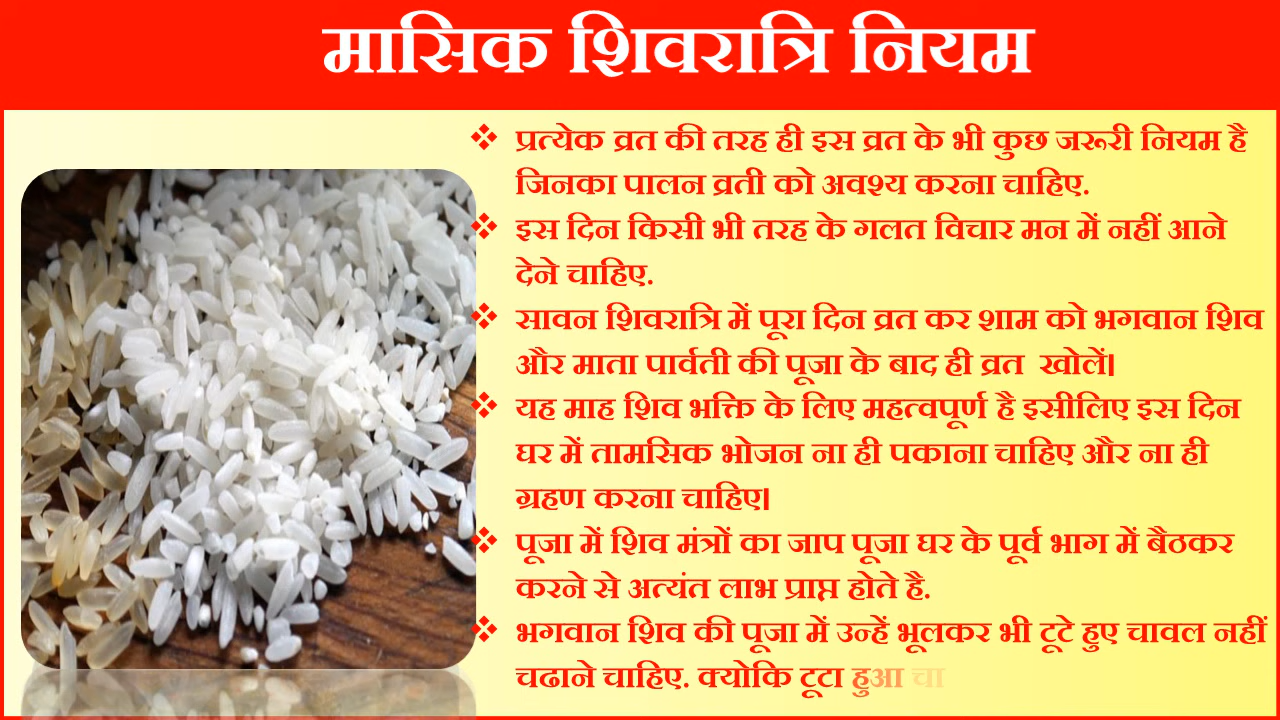 मासिक शिवरात्रि नियम
❖ प्रत्येक व्रत की तरह ही इस व्रत के भी कुछ जरूरी नियम है
जिनका पालन व्रती को अवश्य करना चाहिए.
❖ इस दिन किसी भी तरह के गलत विचार मन में नहीं आने
देने चाहिए.
❖ सावन शिवरात्रि में पूरा दिन व्रत कर शाम को भगवान शिव
और माता पार्वती की पूजा के बाद ही व्रत खोलें।
❖ यह माह शिव भक्ति के लिए महत्वपूर्ण है इसीलिए इस दिन
घर में तामसिक भोजन ना ही पकाना चाहिए और ना ही
ग्रहण करना चाहिए।
❖ पूजा में शिव मंत्रों का जाप पूजा घर के पूर्व भाग में बैठकर
करने से अत्यंत लाभ प्राप्त होते है.
❖ भगवान शिव की पूजा में उन्हें भूलकर भी टूटे हुए चावल नहीं
चढाने चाहिए. क्योकि टूटा हुआ चा